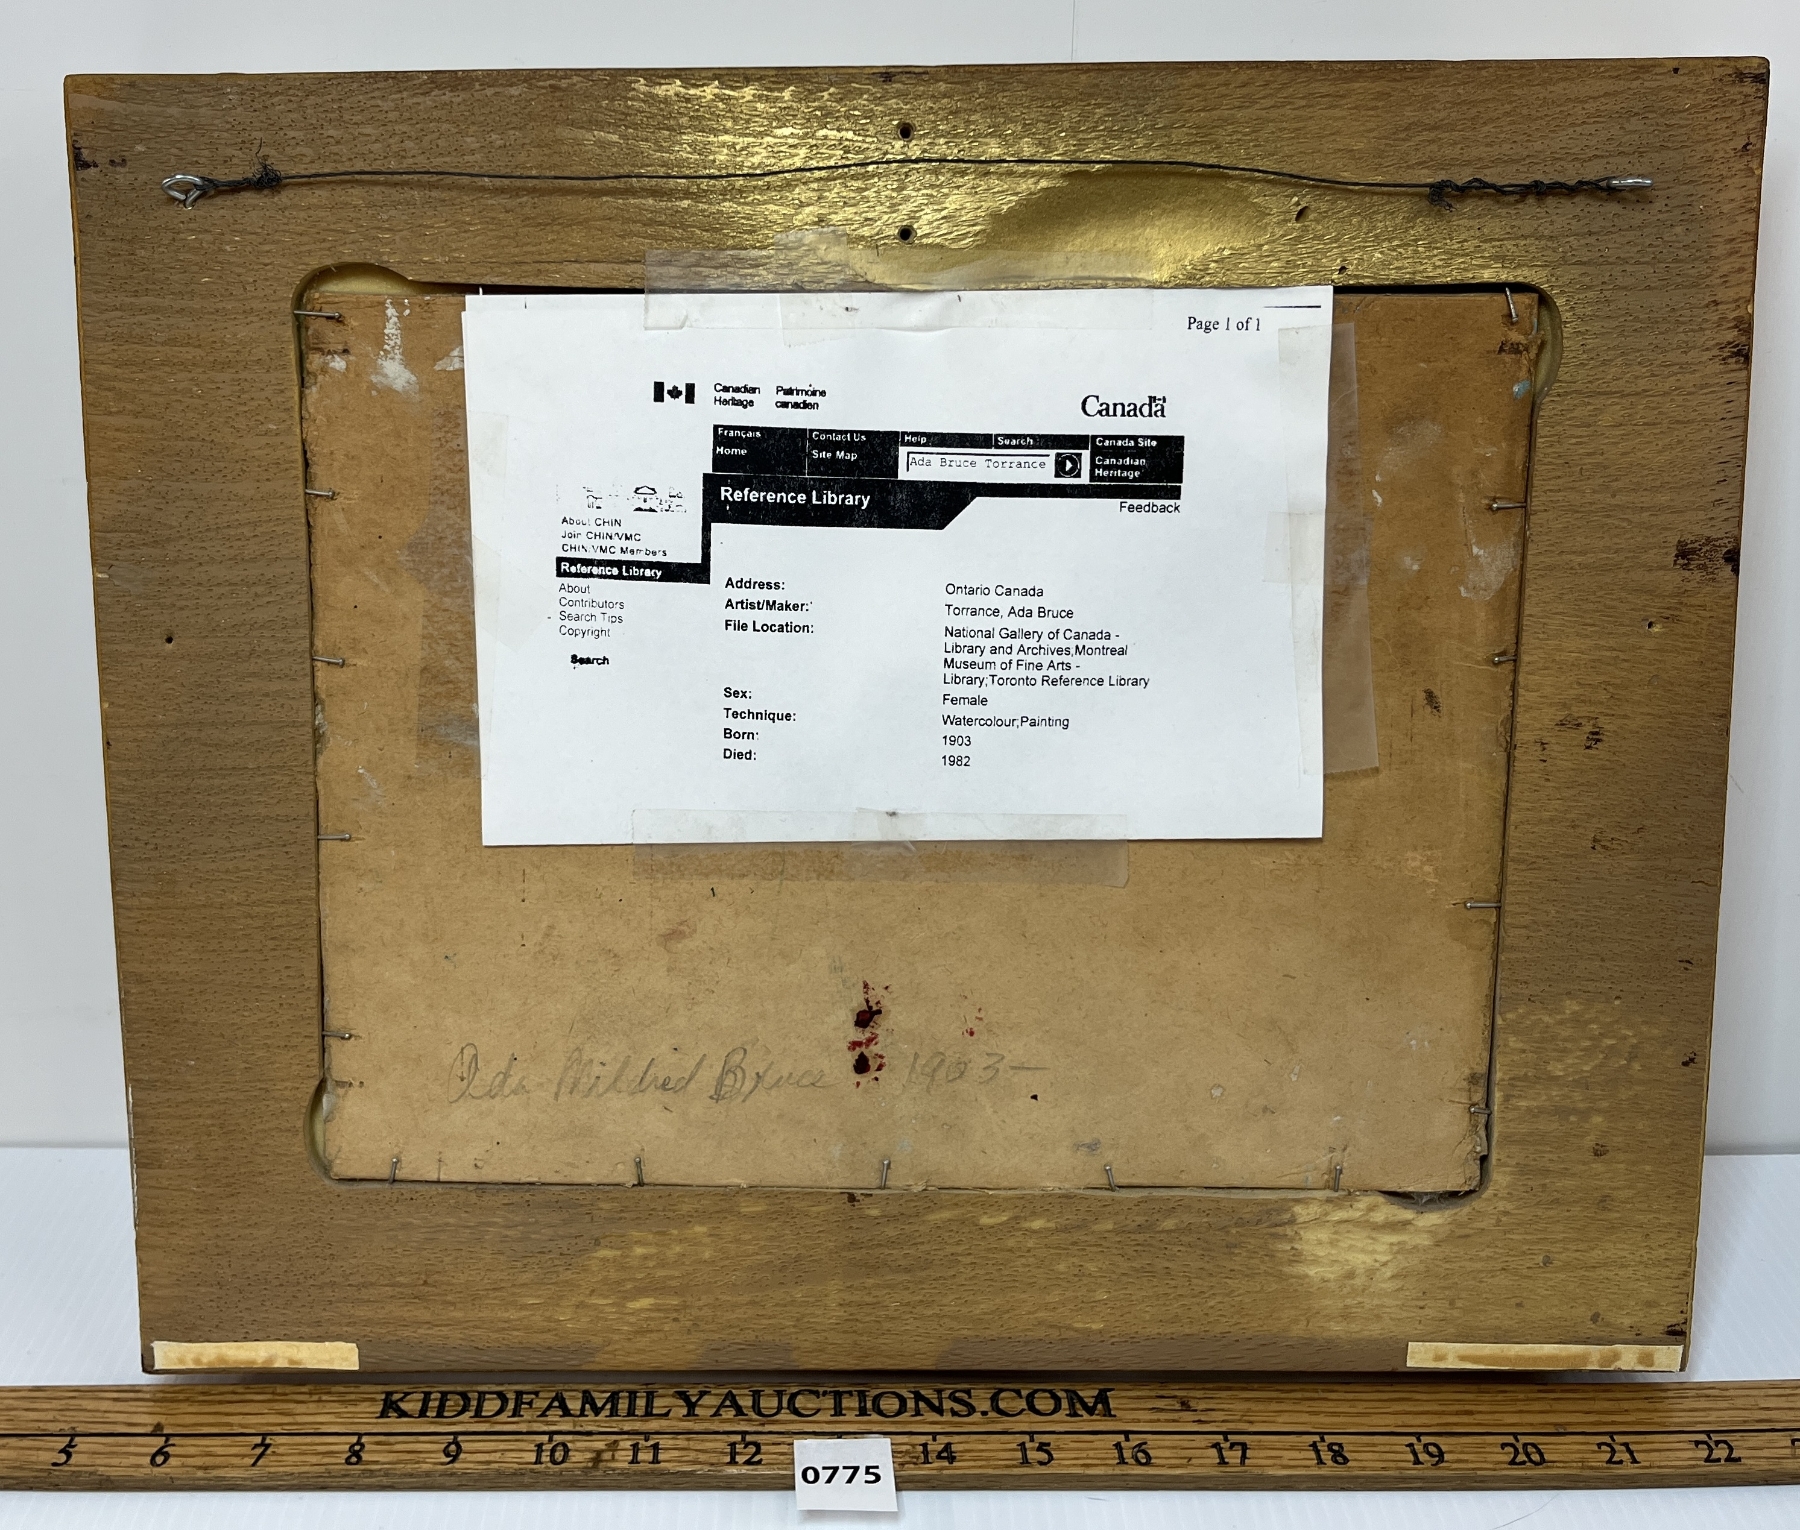 Page 1 of 1
Canadian Heritage
Patrimoine canadien
Canada
Français
Contact Us
Help
Search
Canada Site
Home
Site Map
Ada Bruce Torrance
Canadian Heritage
Reference Library
Feedback
About CHIN
Join CHIN/VMC
CHIN/VMC Members
Reference Library
About
Contributors
Search Tips
Copyright
Search
Address: Ontario Canada
Artist/Maker: Torrance, Ada Bruce
File Location: National Gallery of Canada -
Library and Archives,Montreal
Museum of Fine Arts -
Library;Toronto Reference Library
Sex: Female
Technique: Watercolour;Painting
Born: 1903
Died: 1982
Ada Mildred Bruce 1903-
KIDDFAMILYAUCTIONS.COM
5 6 7 8 9 10 11 12 14 15 16 17 18 19 20 21 22
0775